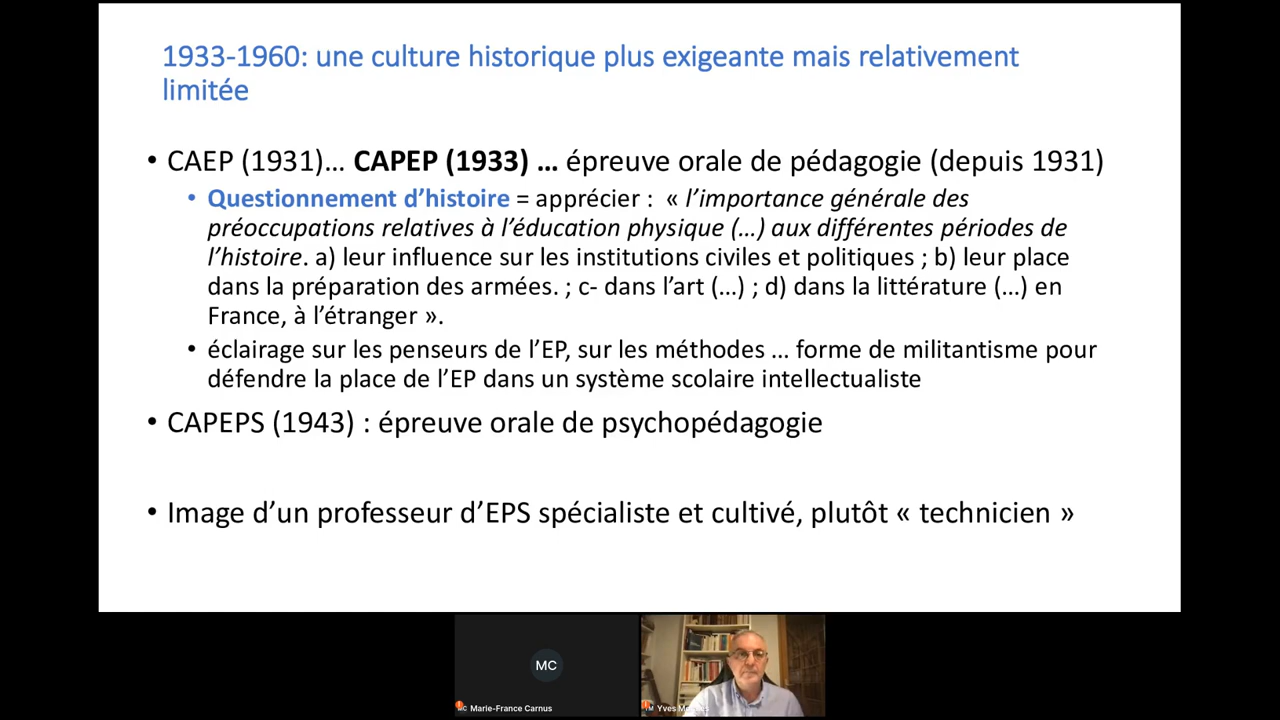 1933-1960: une culture historique plus exigeante mais relativement
limitée
• CAEP (1931)… CAPEP (1933) … épreuve orale de pédagogie (depuis 1931)
• Questionnement d’histoire = apprécier : « l’importance générale des
préoccupations relatives à l’éducation physique (…) aux différentes périodes de
l’histoire. a) leur influence sur les institutions civiles et politiques ; b) leur place
dans la préparation des armées. ; c- dans l’art (…) ; d) dans la littérature (…) en
France, à l’étranger ».
• éclairage sur les penseurs de l’EP, sur les méthodes … forme de militantisme pour
défendre la place de l’EP dans un système scolaire intellectualiste
• CAPEPS (1943) : épreuve orale de psychopédagogie
• Image d’un professeur d’EPS spécialiste et cultivé, plutôt « technicien »
MC
Marie-France Carnus
Yves